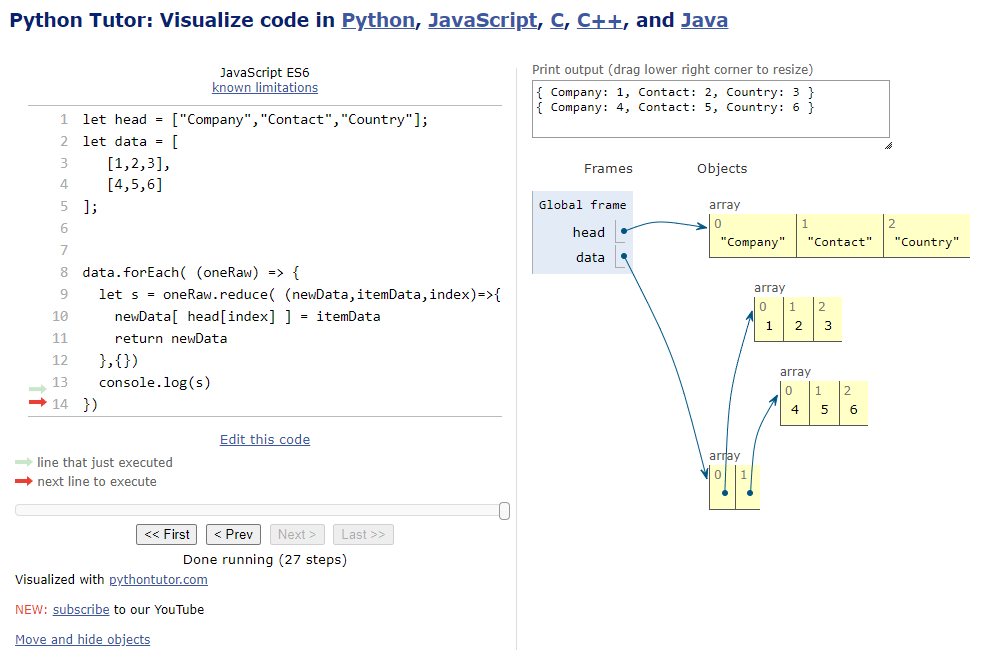 Python Tutor: Visualize code in Python, JavaScript, C, C++, and Java
JavaScript ES6
known limitations
1 let head = ["Company","Contact","Country"];
2 let data = [
3    [1,2,3],
4    [4,5,6]
5 ];
6
7
8 data.forEach( (oneRaw) => {
9   let s = oneRaw.reduce( (newData,itemData,index)=>{
10     newData[ head[index] ] = itemData
11     return newData
12   },{})
13   console.log(s)
14 })
Edit this code
line that just executed
next line to execute
<< First < Prev Next > Last >>
Done running (27 steps)
Visualized with pythontutor.com
NEW: subscribe to our YouTube
Move and hide objects
Print output (drag lower right corner to resize)
{ Company: 1, Contact: 2, Country: 3 }
{ Company: 4, Contact: 5, Country: 6 }
Frames Objects
Global frame
head
data
array
0 1 2
"Company" "Contact" "Country"
array
0 1 2
1 2 3
array
0 1 2
4 5 6
array
0 1